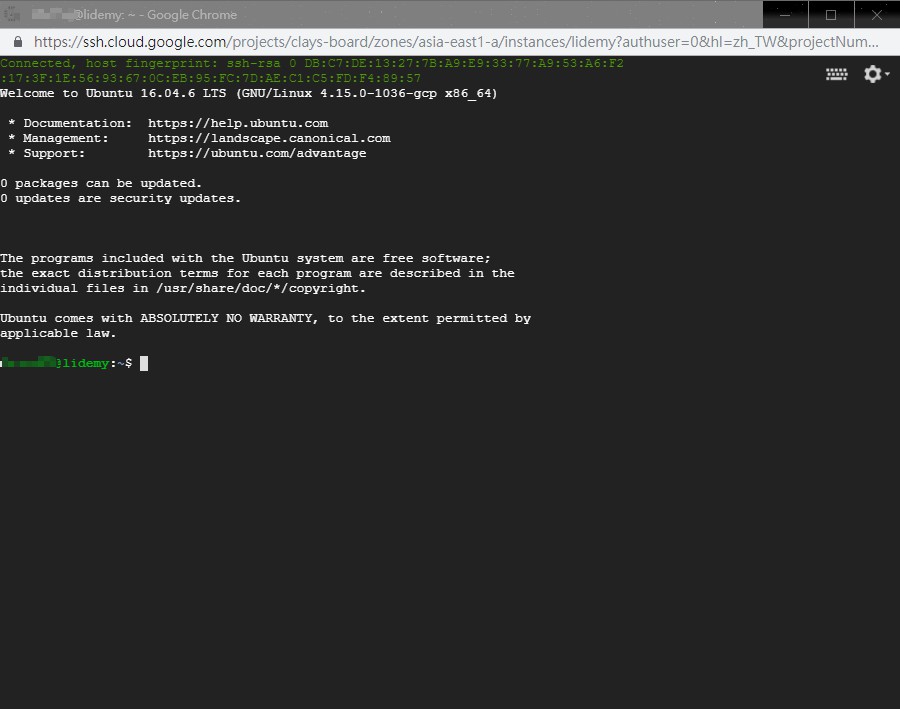 @lidemy: ~ - Google Chrome
https://ssh.cloud.google.com/projects/clays-board/zones/asia-east1-a/instances/lidemy?authuser=0&hl=zh_TW&projectNum...
Connected, host fingerprint: ssh-rsa 0 DB:C7:DE:13:27:7B:A9:E9:33:77:A9:53:A6:F2
:17:3F:1E:56:93:67:0C:EB:95:FC:7D:AE:C1:C5:FD:F4:89:57
Welcome to Ubuntu 16.04.6 LTS (GNU/Linux 4.15.0-1036-gcp x86_64)
* Documentation: https://help.ubuntu.com
* Management: https://landscape.canonical.com
* Support: https://ubuntu.com/advantage
0 packages can be updated.
0 updates are security updates.
The programs included with the Ubuntu system are free software;
the exact distribution terms for each program are described in the
individual files in /usr/share/doc/*/copyright.
Ubuntu comes with ABSOLUTELY NO WARRANTY, to the extent permitted by
applicable law.
@lidemy:~$